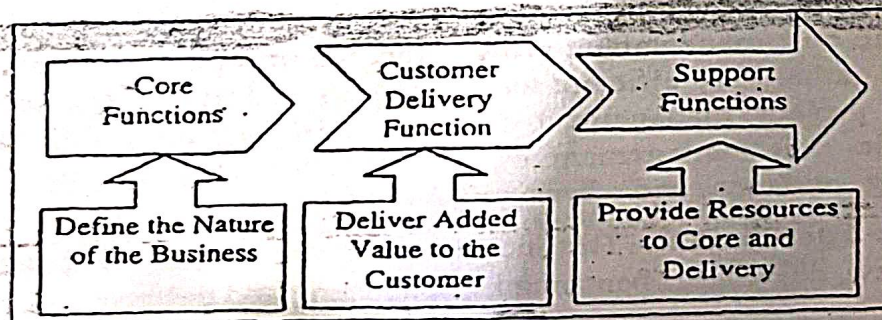 Core
Functions
Customer
Delivery
Function
Support
Functions
Define the Nature
of the Business
Deliver Added
Value to the
Customer
Provide Resources
to Core and
Delivery